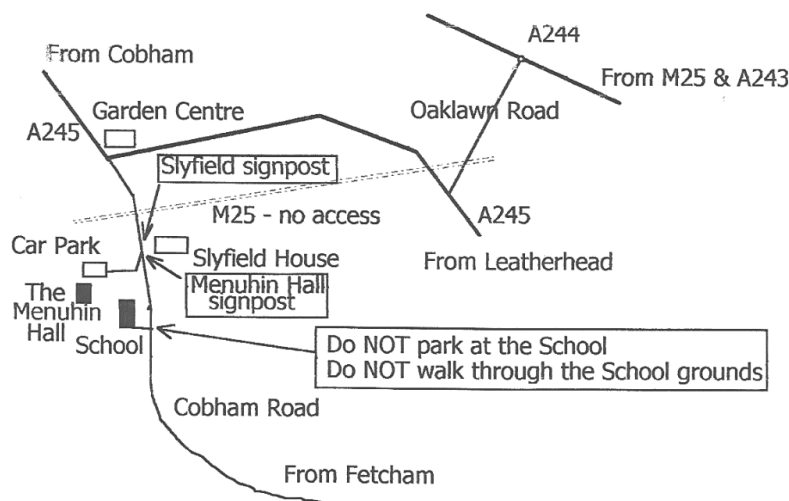 A244
From Cobham
From M25 & A243
Garden Centre
Oaklawn Road
A245
Slyfield signpost
M25 - no access
A245
Car Park
Slyfield House
From Leatherhead
Menuhin Hall
signpost
The
Menuhin
Hall
School
Do NOT park at the School
Do NOT walk through the School grounds
Cobham Road
From Fetcham